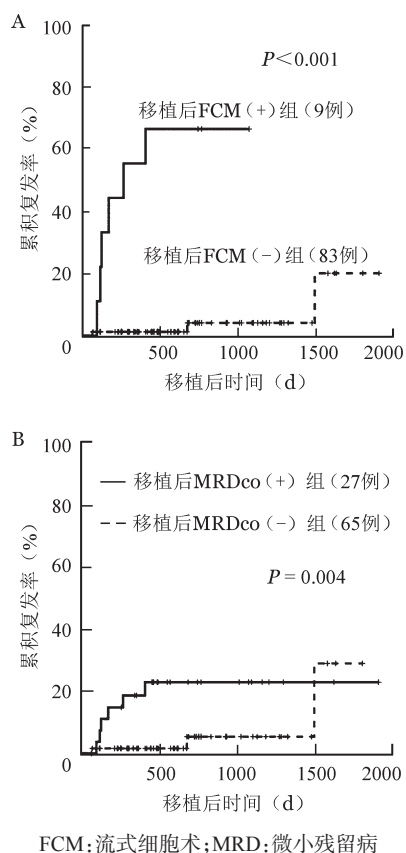 A
100
80
60
40
20
0
累积复发率（%）
P＜0.001
移植后FCM（+）组（9例）
移植后FCM（-）组（83例）
500 1000 1500 2000
移植后时间（d）
B
100
80
60
40
20
0
累积复发率（%）
移植后MRDco（+）组（27例）
移植后MRDco（-）组（65例）
P = 0.004
500 1000 1500 2000
移植后时间（d）
FCM：流式细胞术；MRD：微小残留病